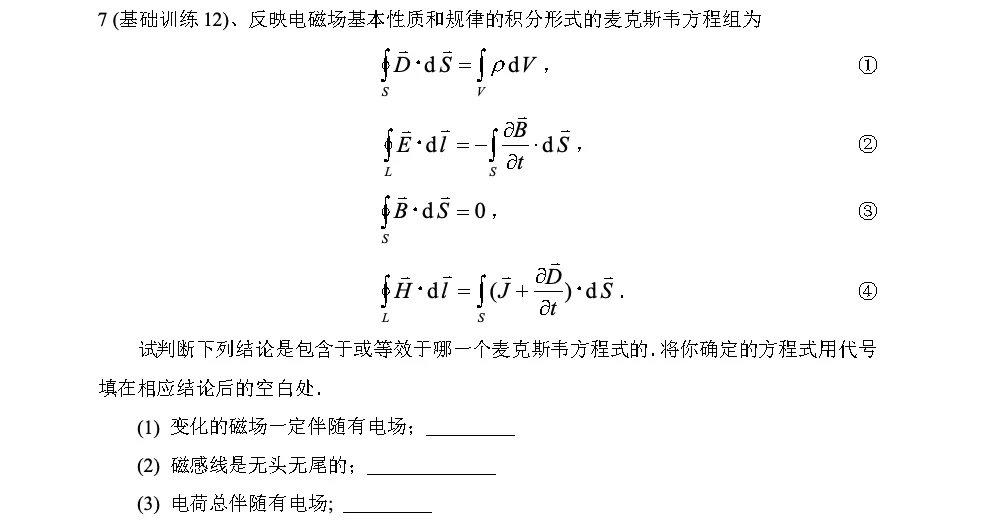 7 (基础训练 12)、反映电磁场基本性质和规律的积分形式的麦克斯韦方程组为
∮_S D⃗·dS⃗ = ∫_V ρdV， ①
∮_L E⃗·dl⃗ = −∫_S ∂B⃗/∂t·dS⃗， ②
∮_S B⃗·dS⃗ = 0， ③
∮_L H⃗·dl⃗ = ∫_S (J⃗ + ∂D⃗/∂t)·dS⃗． ④
试判断下列结论是包含于或等效于哪一个麦克斯韦方程式的．将你确定的方程式用代号
填在相应结论后的空白处．
(1) 变化的磁场一定伴随有电场；__________
(2) 磁感线是无头无尾的；______________
(3) 电荷总伴随有电场; __________